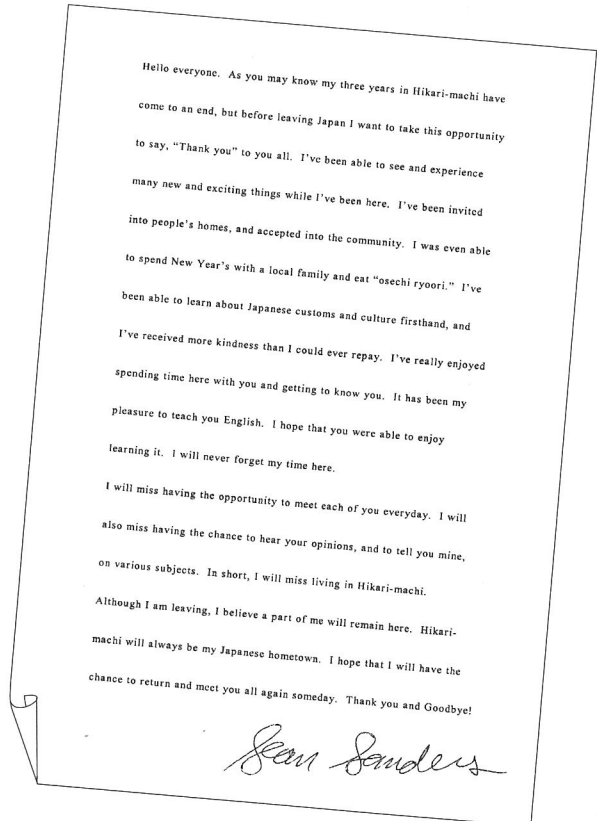 Hello everyone. As you may know my three years in Hikari-machi have
come to an end, but before leaving Japan I want to take this opportunity
to say, “Thank you” to you all. I've been able to see and experience
many new and exciting things while I've been here. I've been invited
into people's homes, and accepted into the community. I was even able
to spend New Year's with a local family and eat “osechi ryoori.” I've
been able to learn about Japanese customs and culture firsthand, and
I've received more kindness than I could ever repay. I've really enjoyed
spending time here with you and getting to know you. It has been my
pleasure to teach you English. I hope that you were able to enjoy
learning it. I will never forget my time here.
I will miss having the opportunity to meet each of you everyday. I will
also miss having the chance to hear your opinions, and to tell you mine,
on various subjects. In short, I will miss living in Hikari-machi.
Although I am leaving, I believe a part of me will remain here. Hikari-
machi will always be my Japanese hometown. I hope that I will have the
chance to return and meet you all again someday. Thank you and Goodbye!
Sean Sanders